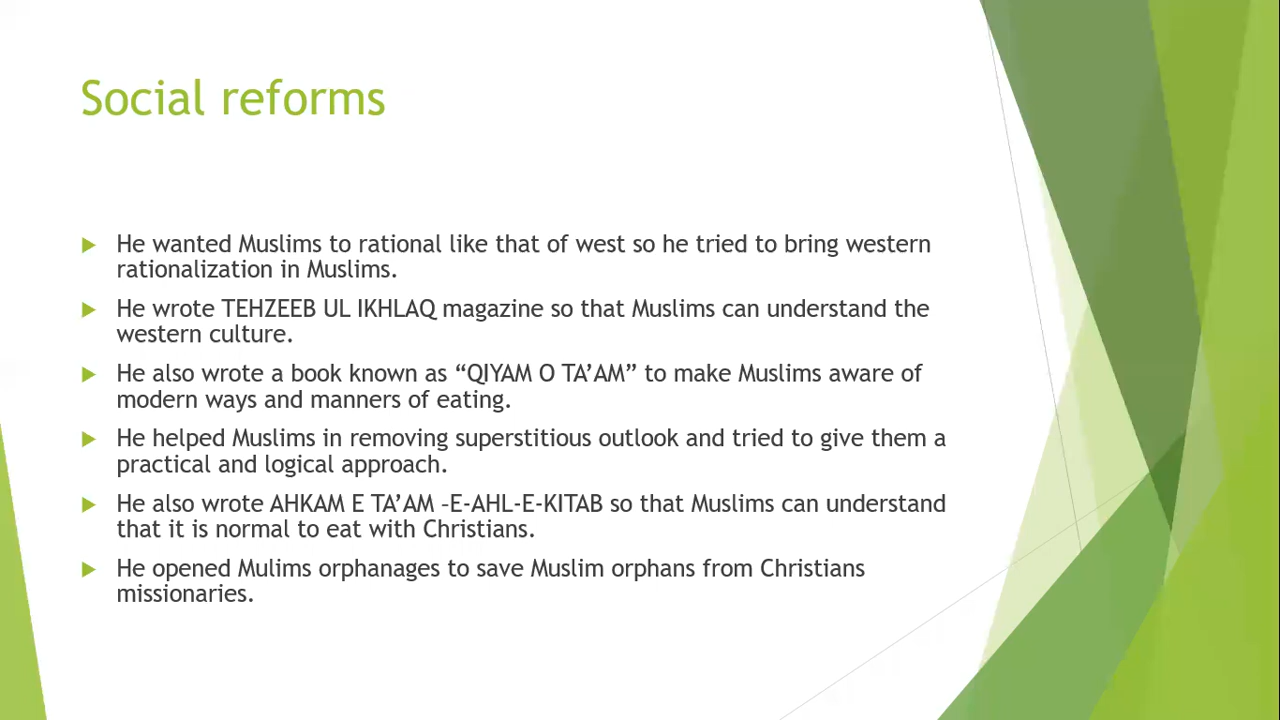 Social reforms
He wanted Muslims to rational like that of west so he tried to bring western
rationalization in Muslims.
He wrote TEHZEEB UL IKHLAQ magazine so that Muslims can understand the
western culture.
He also wrote a book known as “QIYAM O TA’AM” to make Muslims aware of
modern ways and manners of eating.
He helped Muslims in removing superstitious outlook and tried to give them a
practical and logical approach.
He also wrote AHKAM E TA’AM –E-AHL-E-KITAB so that Muslims can understand
that it is normal to eat with Christians.
He opened Mulims orphanages to save Muslim orphans from Christians
missionaries.